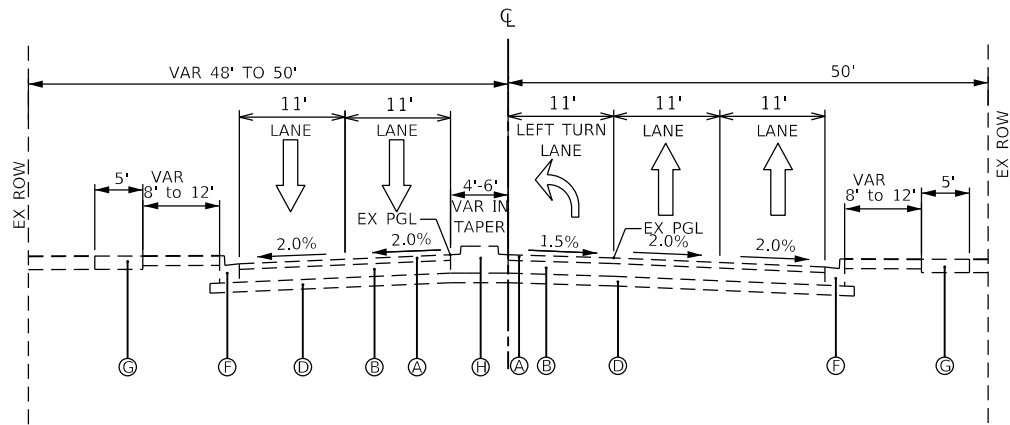 ℄
VAR 48' TO 50'
50'
11'
11'
11'
11'
11'
LANE
LANE
LEFT TURN
LANE
LANE
LANE
EX ROW
EX ROW
5'
VAR
8' to 12'
4'-6"
VAR IN
TAPER
VAR
8' to 12'
5'
EX PGL
EX PGL
2.0%
2.0%
1.5%
2.0%
2.0%
G
F
D
B
A
H
A
B
D
F
G